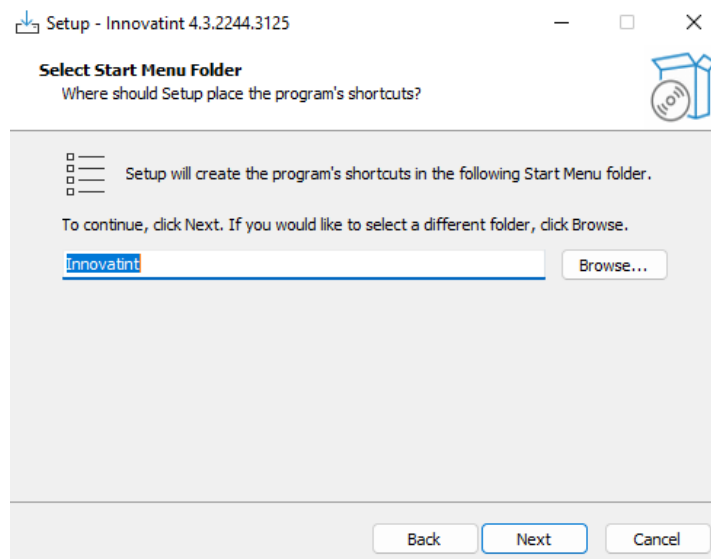 Setup - Innovatint 4.3.2244.3125
Select Start Menu Folder
Where should Setup place the program's shortcuts?
Setup will create the program's shortcuts in the following Start Menu folder.
To continue, click Next. If you would like to select a different folder, click Browse.
Innovatint
Browse...
Back
Next
Cancel